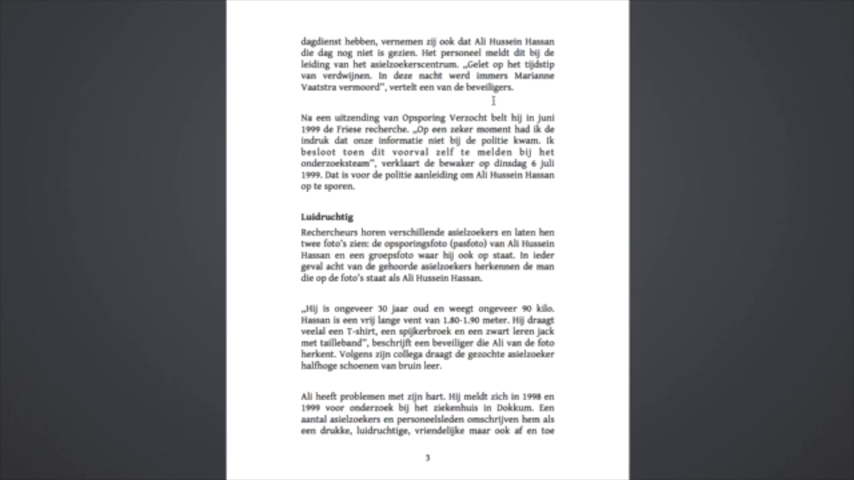 dagdienst hebben, vernemen zij ook dat Ali Hussein Hassan
die dag nog niet is gezien. Het personeel meldt dit bij de
leiding van het asielzoekerscentrum. „Gelet op het tijdstip
van verdwijnen. In deze nacht werd immers Marianne
Vaatstra vermoord”, vertelt een van de beveiligers.
Na een uitzending van Opsporing Verzocht belt hij in juni
1999 de Friese recherche. „Op een zeker moment had ik de
indruk dat onze informatie niet bij de politie kwam. Ik
besloot toen dit voorval zelf te melden bij het
onderzoeksteam”, verklaart de bewaker op dinsdag 6 juli
1999. Dat is voor de politie aanleiding om Ali Hussein Hassan
op te sporen.
Luidruchtig
Rechercheurs horen verschillende asielzoekers en laten hen
twee foto’s zien: de opsporingsfoto (pasfoto) van Ali Hussein
Hassan en een groepsfoto waar hij ook op staat. In ieder
geval acht van de gehoorde asielzoekers herkennen de man
die op de foto’s staat als Ali Hussein Hassan.
„Hij is ongeveer 30 jaar oud en weegt ongeveer 90 kilo.
Hassan is een vrij lange vent van 1.80-1.90 meter. Hij draagt
veelal een T-shirt, een spijkerbroek en een zwart leren jack
met tailleband”, beschrijft een beveiliger die Ali van de foto
herkent. Volgens zijn collega draagt de gezochte asielzoeker
halfhoge schoenen van bruin leer.
Ali heeft problemen met zijn hart. Hij meldt zich in 1998 en
1999 voor onderzoek bij het ziekenhuis in Dokkum. Een
aantal asielzoekers en personeelsleden omschrijven hem als
een drukke, luidruchtige, vriendelijke maar ook af en toe
3